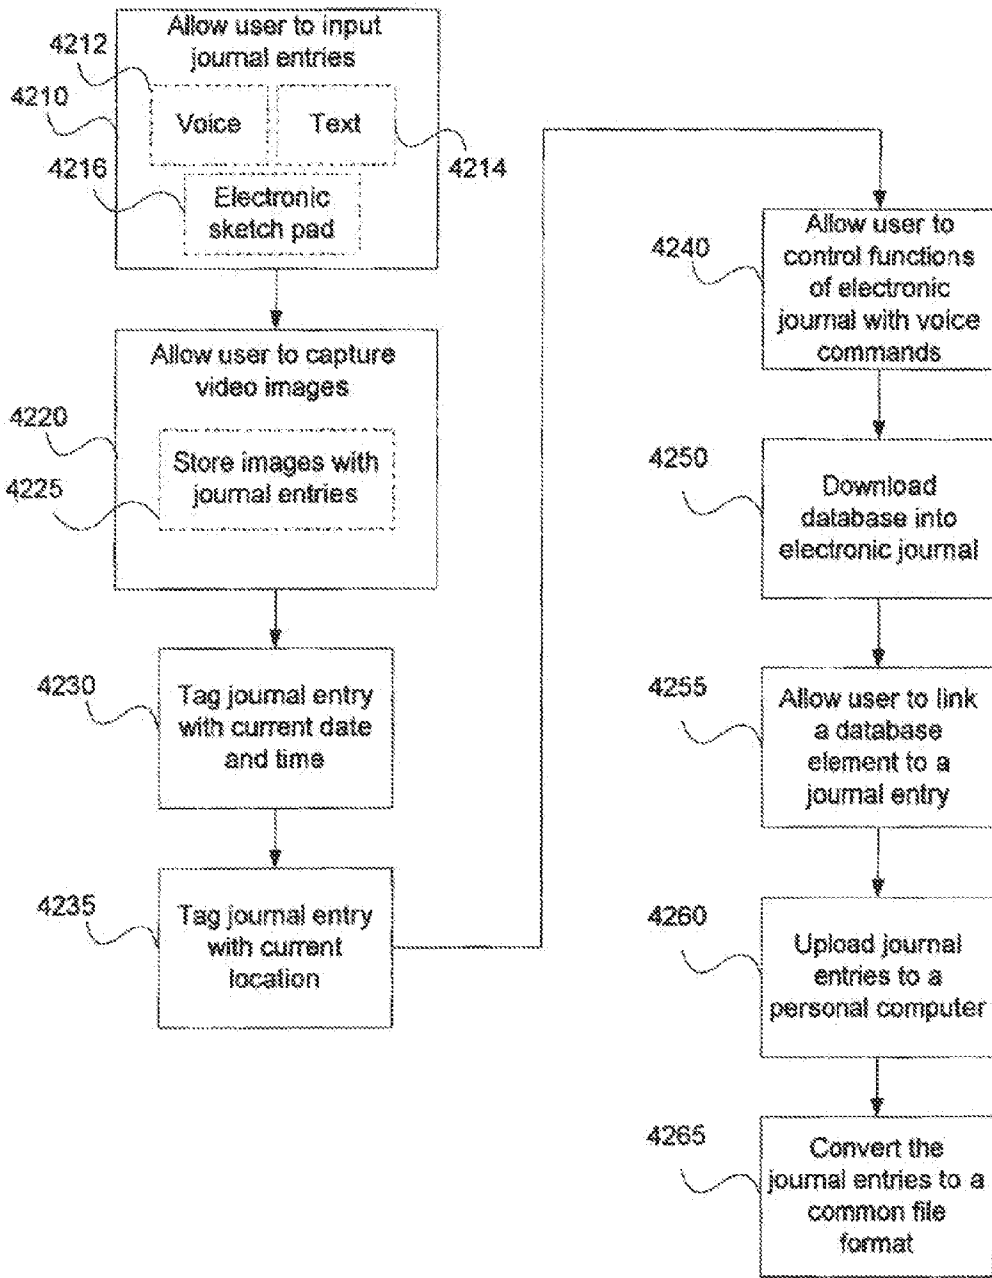 Allow user to input
journal entries
4212
4210
Voice
Text
4214
4216
Electronic
sketch pad
Allow user to capture
video images
4220
Store images with
journal entries
4225
4230
Tag journal entry
with current date
and time
4235
Tag journal entry
with current
location
4240
Allow user to
control functions
of electronic
journal with voice
commands
4250
Download
database into
electronic journal
4255
Allow user to link
a database
element to a
journal entry
4260
Upload journal
entries to a
personal computer
4265
Convert the
journal entries to a
common file
format